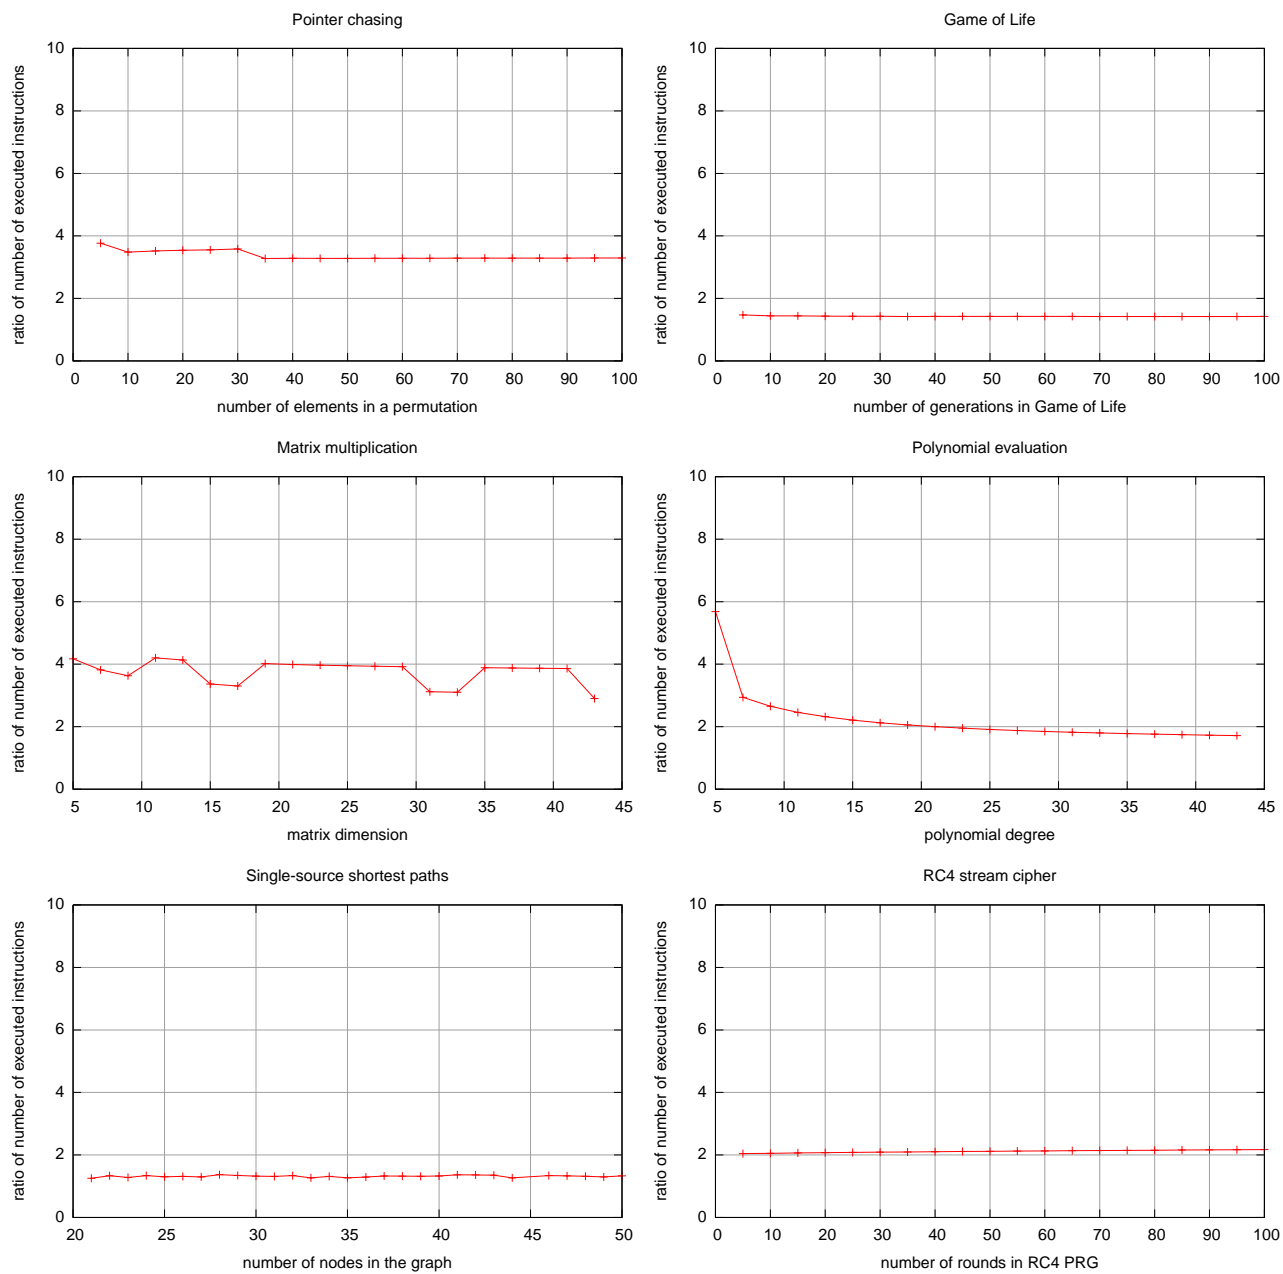 Pointer chasing
ratio of number of executed instructions
10
8
6
4
2
0
0 10 20 30 40 50 60 70 80 90 100
number of elements in a permutation
Game of Life
ratio of number of executed instructions
10
8
6
4
2
0
0 10 20 30 40 50 60 70 80 90 100
number of generations in Game of Life
Matrix multiplication
ratio of number of executed instructions
10
8
6
4
2
0
5 10 15 20 25 30 35 40 45
matrix dimension
Polynomial evaluation
ratio of number of executed instructions
10
8
6
4
2
0
5 10 15 20 25 30 35 40 45
polynomial degree
Single-source shortest paths
ratio of number of executed instructions
10
8
6
4
2
0
20 25 30 35 40 45 50
number of nodes in the graph
RC4 stream cipher
ratio of number of executed instructions
10
8
6
4
2
0
0 10 20 30 40 50 60 70 80 90 100
number of rounds in RC4 PRG